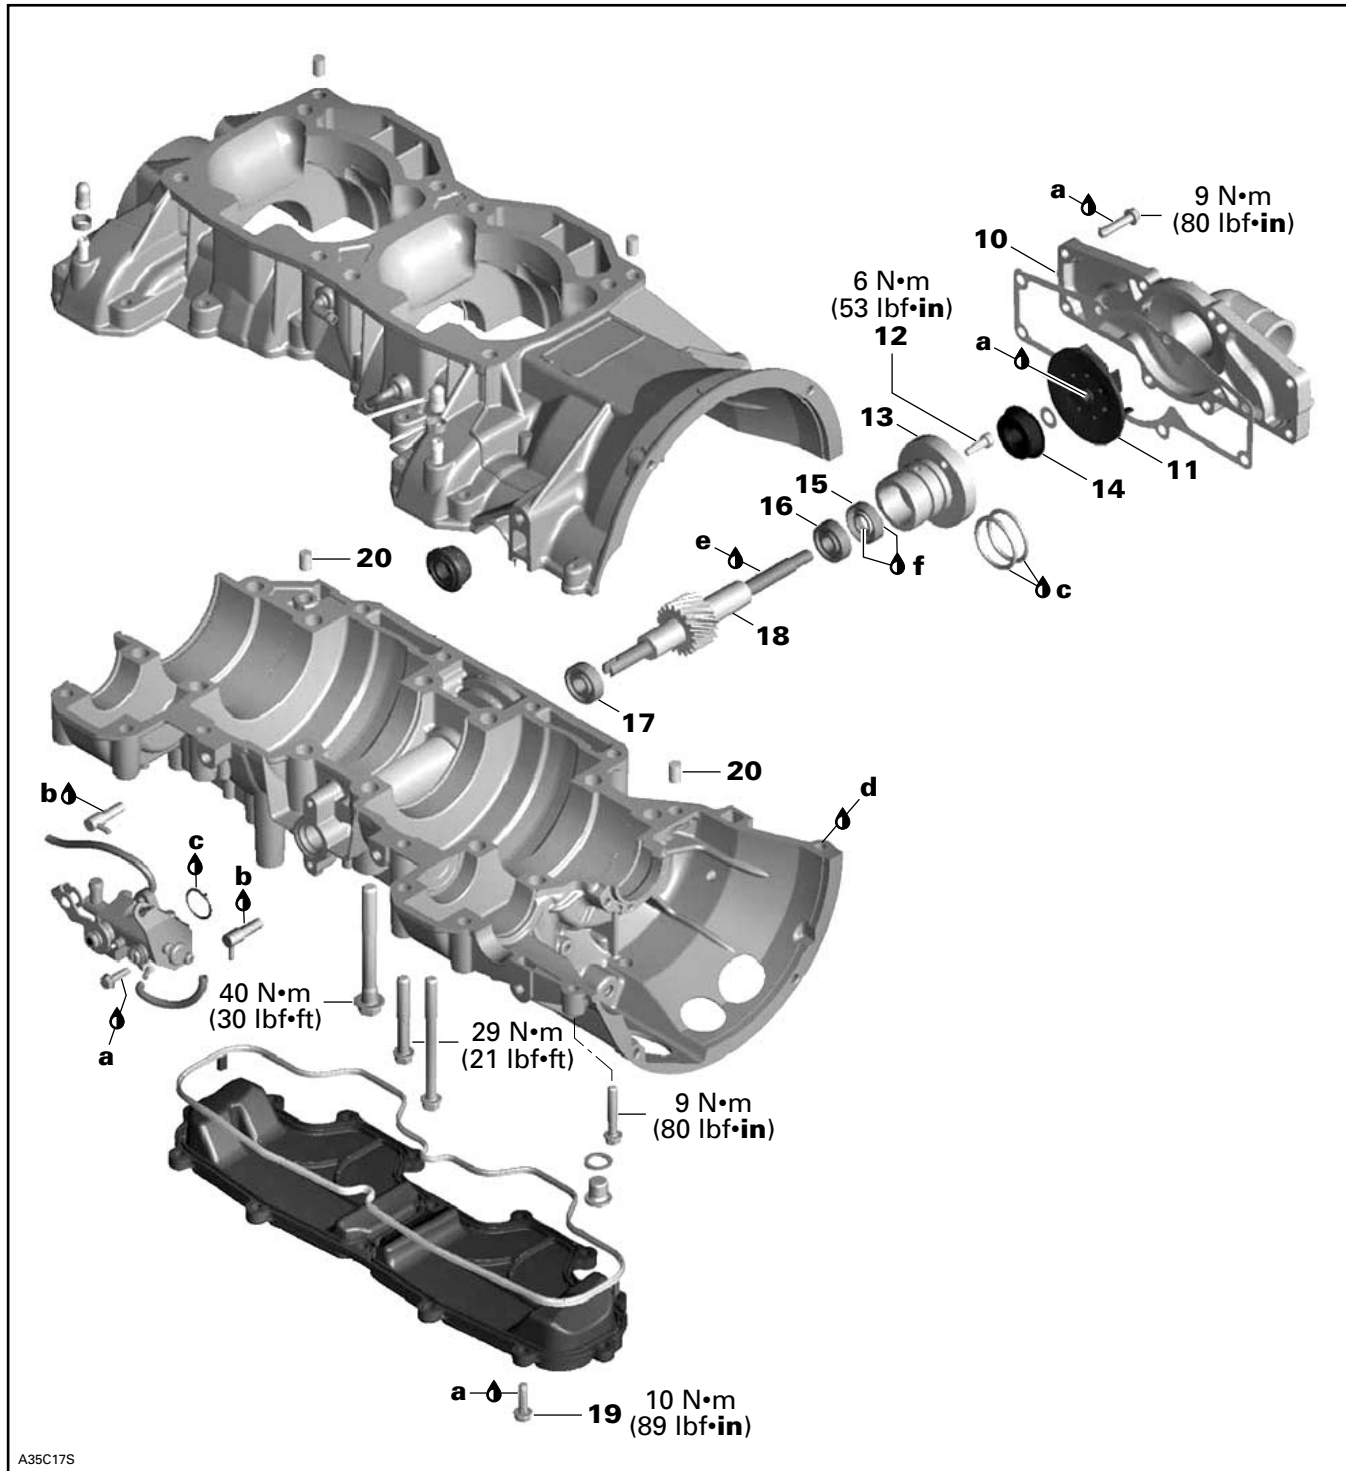 a
9 N•m
(80 lbf•in)
10
6 N•m
(53 lbf•in)
12
a
13
11
14
15
16
e
f
c
20
18
17
20
b
d
c
b
40 N•m
(30 lbf•ft)
29 N•m
(21 lbf•ft)
a
9 N•m
(80 lbf•in)
a
19
10 N•m
(89 lbf•in)
A35C17S